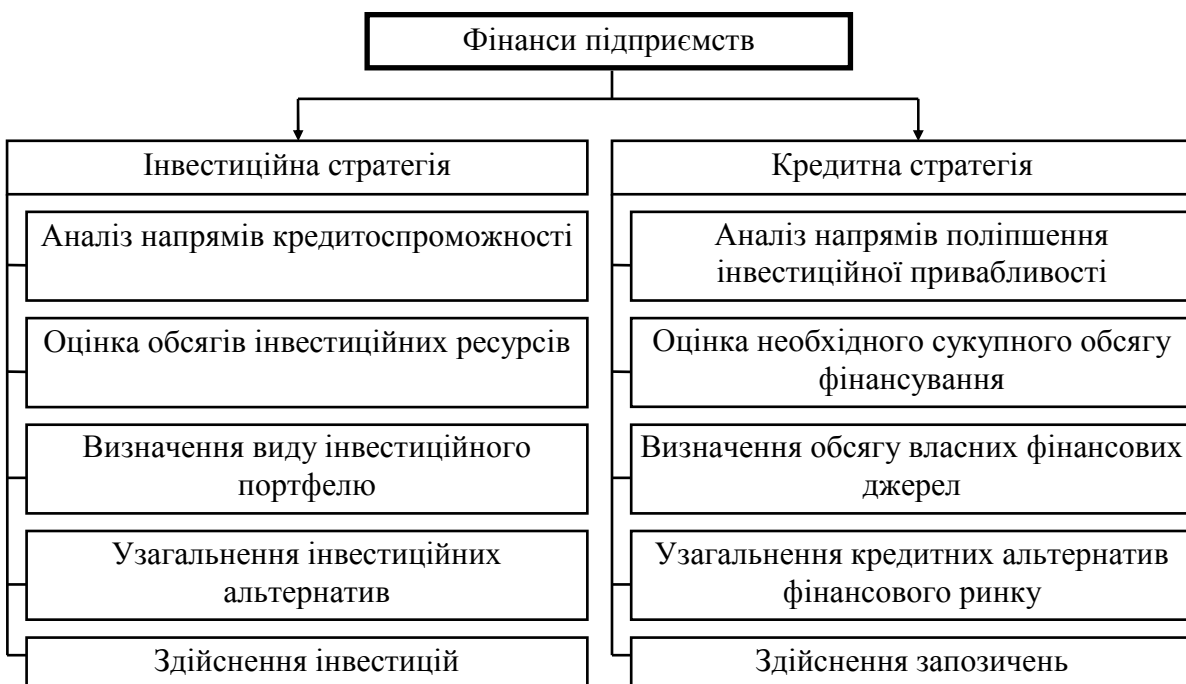 Фінанси підприємств
Інвестиційна стратегія
Аналіз напрямів кредитоспроможності
Оцінка обсягів інвестиційних ресурсів
Визначення виду інвестиційного
портфелю
Узагальнення інвестиційних
альтернатив
Здійснення інвестицій
Кредитна стратегія
Аналіз напрямів поліпшення
інвестиційної привабливості
Оцінка необхідного сукупного обсягу
фінансування
Визначення обсягу власних фінансових
джерел
Узагальнення кредитних альтернатив
фінансового ринку
Здійснення запозичень